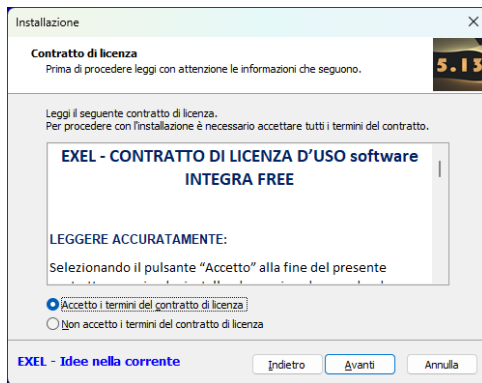 Installazione
Contratto di licenza
Prima di procedere leggi con attenzione le informazioni che seguono.
5.13
Leggi il seguente contratto di licenza.
Per procedere con l'installazione è necessario accettare tutti i termini del contratto.
EXEL - CONTRATTO DI LICENZA D'USO software
INTEGRA FREE
LEGGERE ACCURATAMENTE:
Selezionando il pulsante “Accetto” alla fine del presente
Accetto i termini del contratto di licenza
Non accetto i termini del contratto di licenza
EXEL - Idee nella corrente
Indietro
Avanti
Annulla